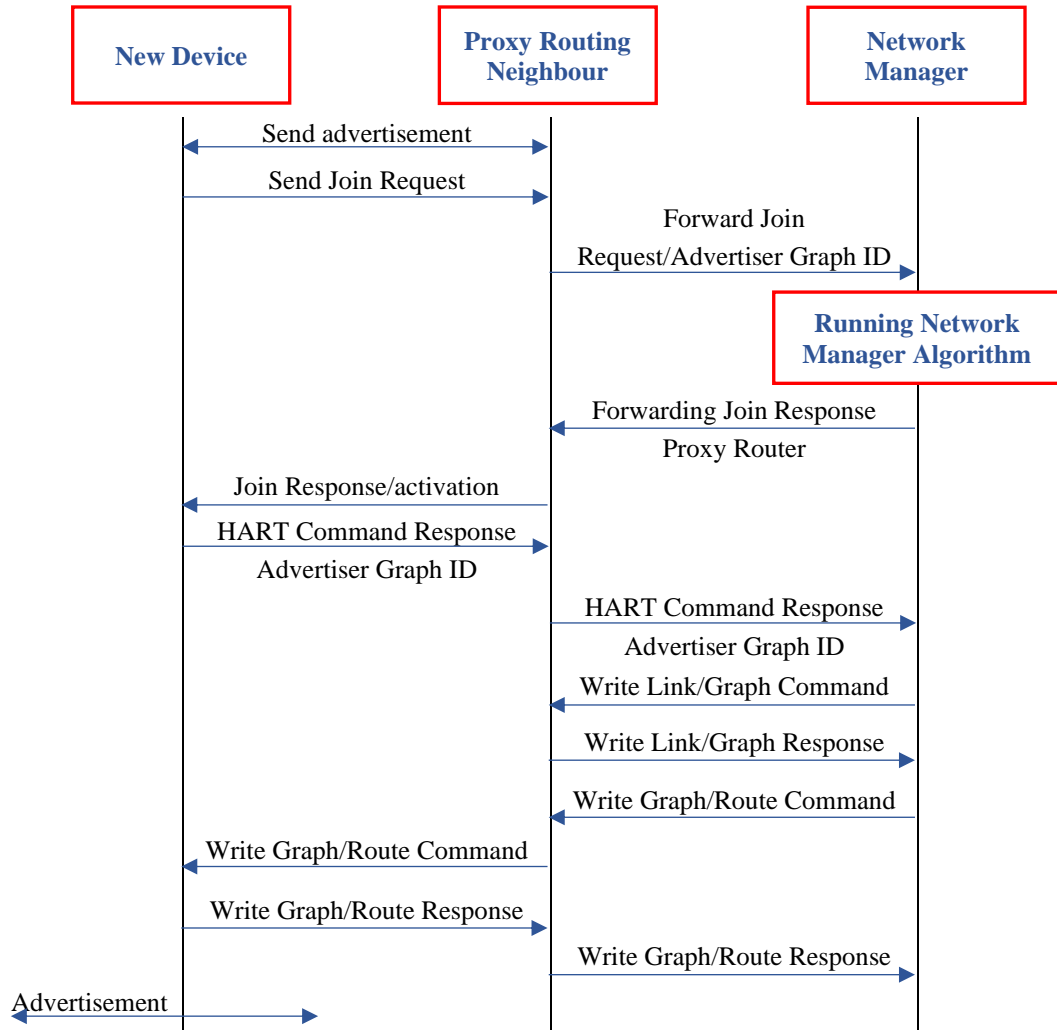 New Device
Proxy Routing
Neighbour
Network
Manager
Send advertisement
Send Join Request
Forward Join
Request/Advertiser Graph ID
Running Network
Manager Algorithm
Forwarding Join Response
Proxy Router
Join Response/activation
HART Command Response
Advertiser Graph ID
HART Command Response
Advertiser Graph ID
Write Link/Graph Command
Write Link/Graph Response
Write Graph/Route Command
Write Graph/Route Command
Write Graph/Route Response
Write Graph/Route Response
Advertisement